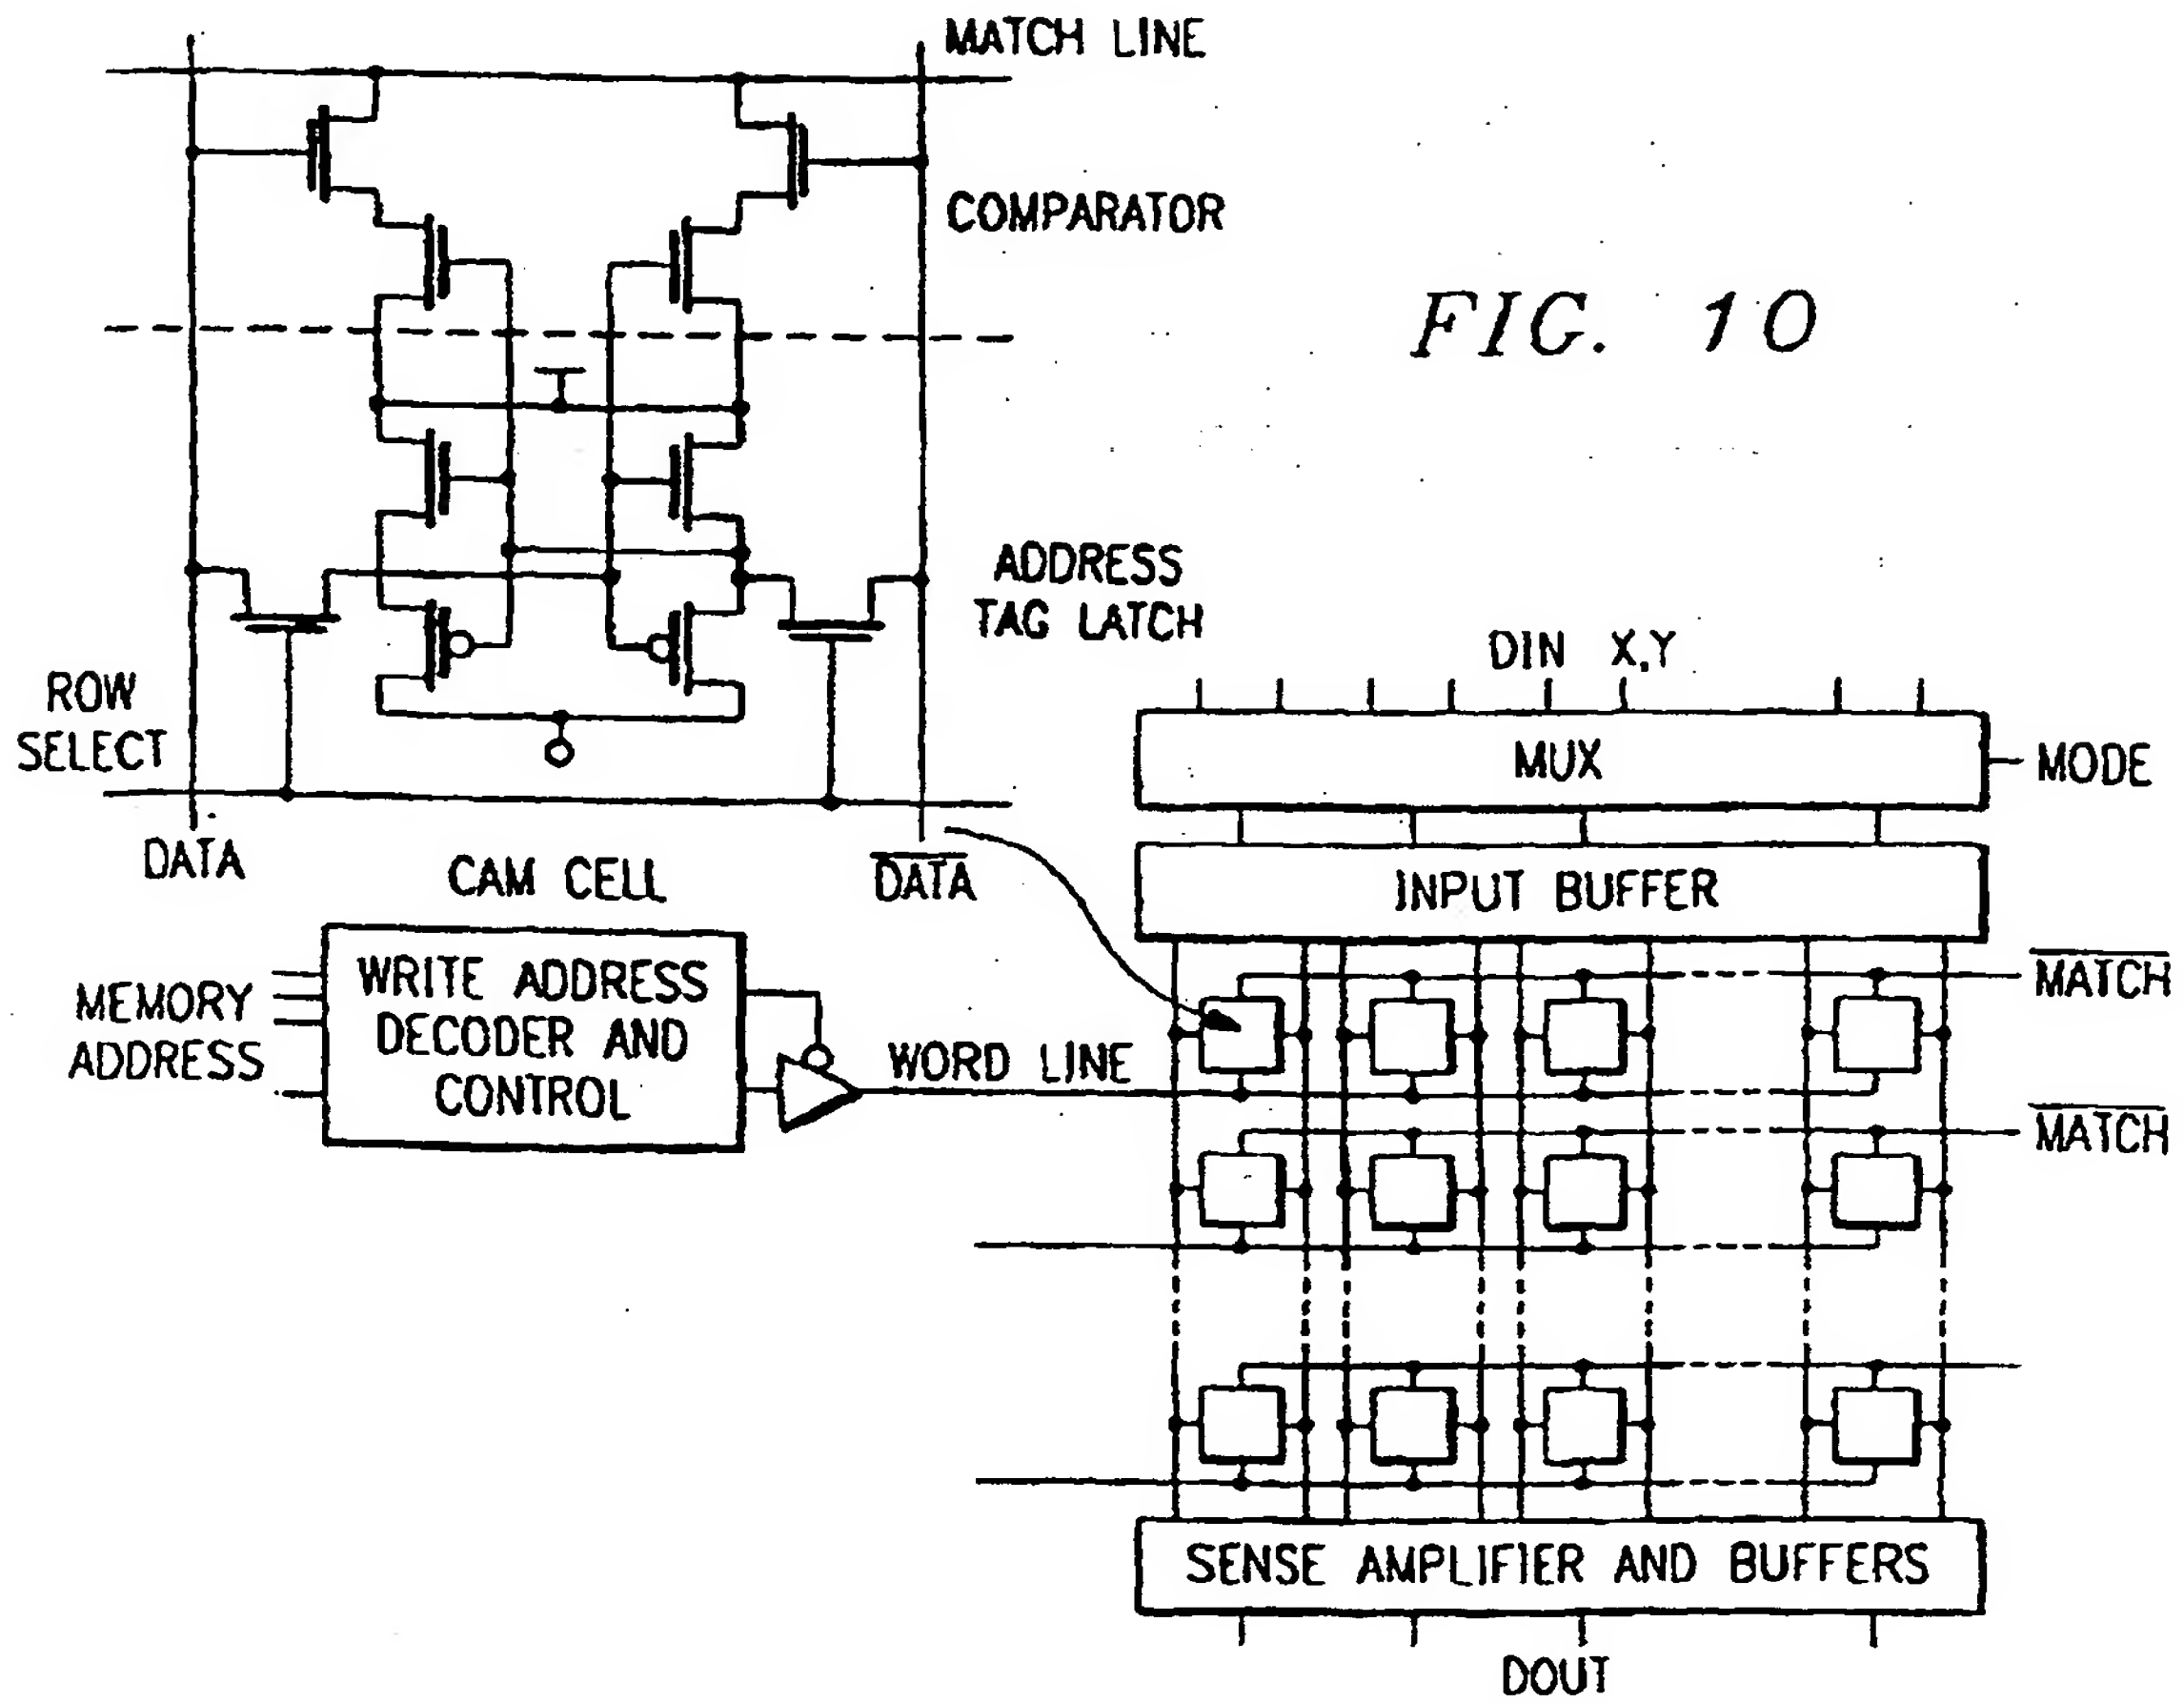 MATCH LINE
COMPARATOR
FIG. 10
ADDRESS
TAG LATCH
ROW
SELECT
DATA
CAM CELL
DATA
DIN X,Y
MUX
MODE
INPUT BUFFER
MEMORY
ADDRESS
WRITE ADDRESS
DECODER AND
CONTROL
WORD LINE
MATCH
MATCH
SENSE AMPLIFIER AND BUFFERS
DOUT